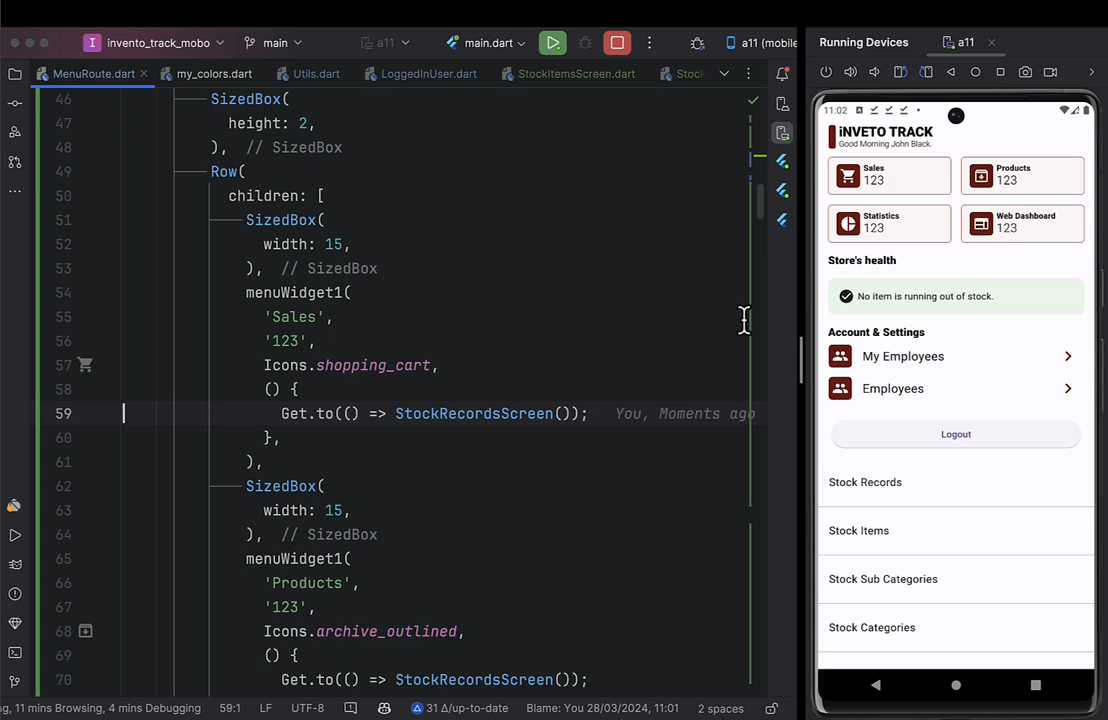 invento_track_mobo
main
a11
main.dart
a11 (mobile
Running Devices
a11
MenuRoute.dart
my_colors.dart
Utils.dart
LoggedInUser.dart
StockItemsScreen.dart
Stock
46 SizedBox(
47 height: 2,
48 ), // SizedBox
49 Row(
50 children: [
51 SizedBox(
52 width: 15,
53 ), // SizedBox
54 menuWidget1(
55 'Sales',
56 '123',
57 Icons.shopping_cart,
58 () {
59 Get.to(() => StockRecordsScreen()); You, Moments ago
60 },
61 ),
62 SizedBox(
63 width: 15,
64 ), // SizedBox
65 menuWidget1(
66 'Products',
67 '123',
68 Icons.archive_outlined,
69 () {
70 Get.to(() => StockRecordsScreen());
g, 11 mins Browsing, 4 mins Debugging
59:1
LF
UTF-8
31 Δ/up-to-date
Blame: You 28/03/2024, 11:01
2 spaces
11:02
iNVETO TRACK
Good Morning John Black.
Sales
123
Products
123
Statistics
123
Web Dashboard
123
Store's health
No item is running out of stock.
Account & Settings
My Employees
Employees
Logout
Stock Records
Stock Items
Stock Sub Categories
Stock Categories